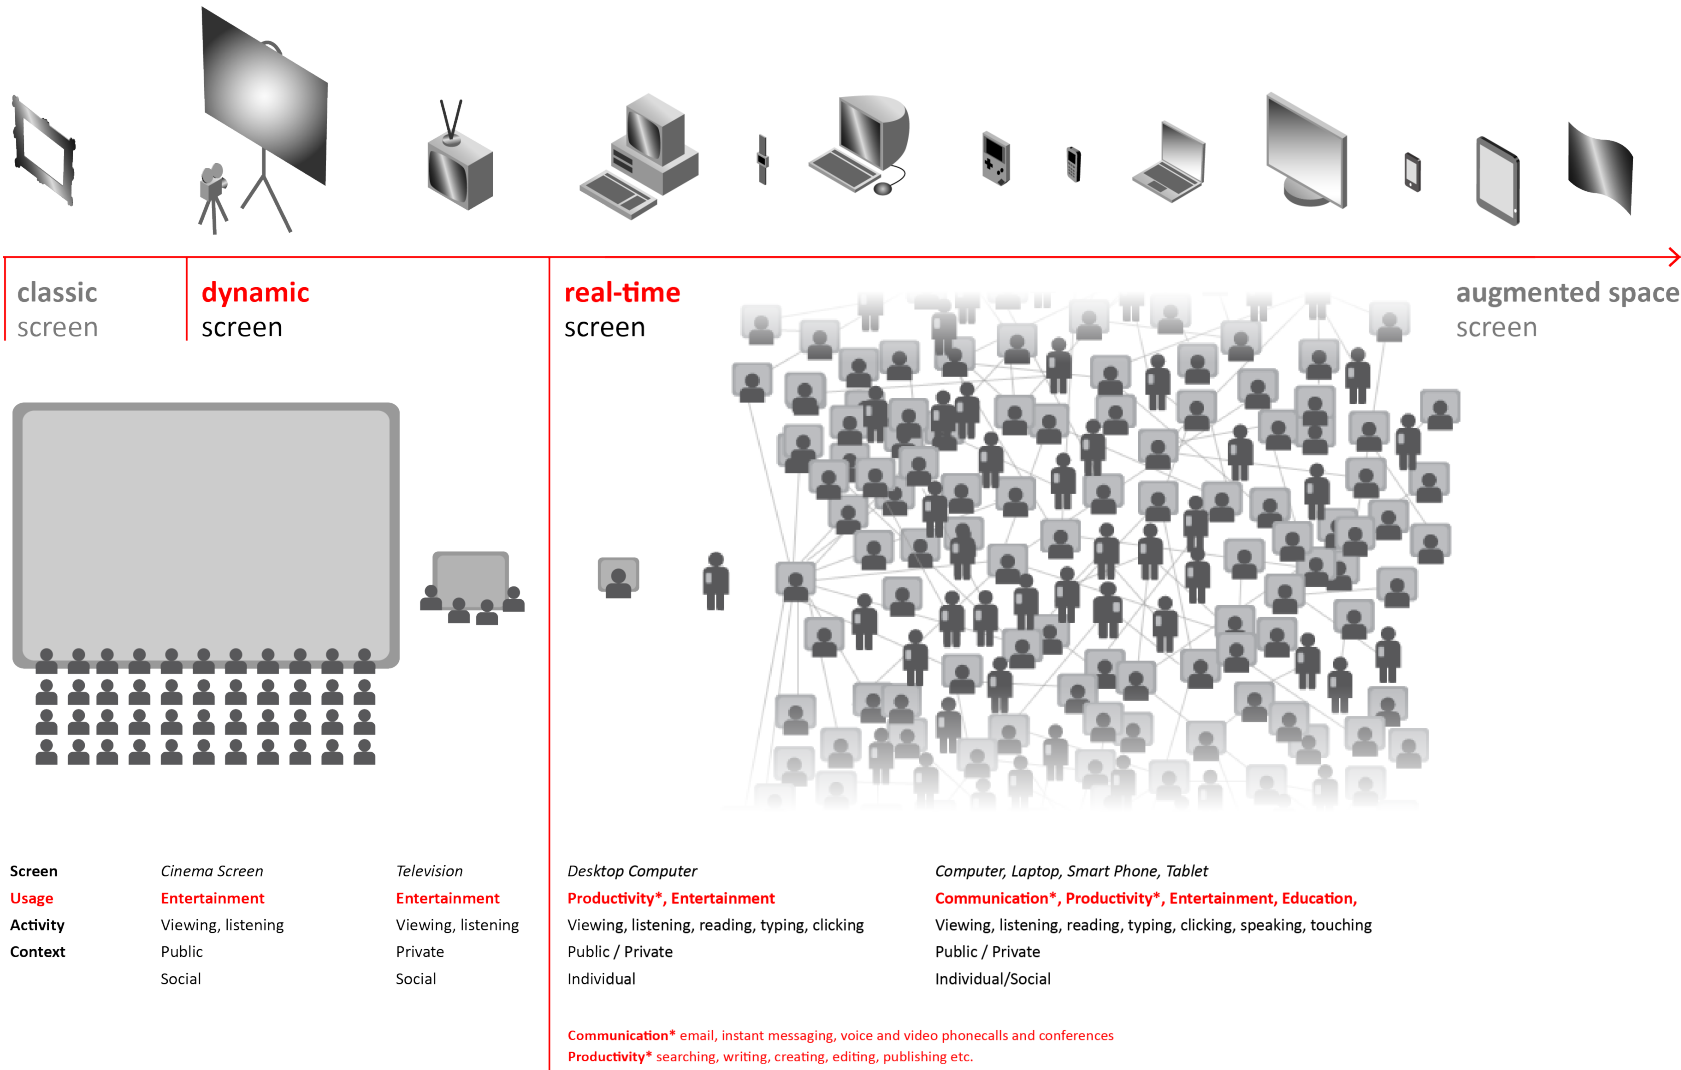 classic
screen
dynamic
screen
real-time
screen
augmented space
screen
Screen
Cinema Screen
Television
Desktop Computer
Computer, Laptop, Smart Phone, Tablet
Usage
Entertainment
Entertainment
Productivity*, Entertainment
Communication*, Productivity*, Entertainment, Education,
Activity
Viewing, listening
Viewing, listening
Viewing, listening, reading, typing, clicking
Viewing, listening, reading, typing, clicking, speaking, touching
Context
Public
Private
Public / Private
Public / Private
Social
Social
Individual
Individual/Social
Communication* email, instant messaging, voice and video phonecalls and conferences
Productivity* searching, writing, creating, editing, publishing etc.